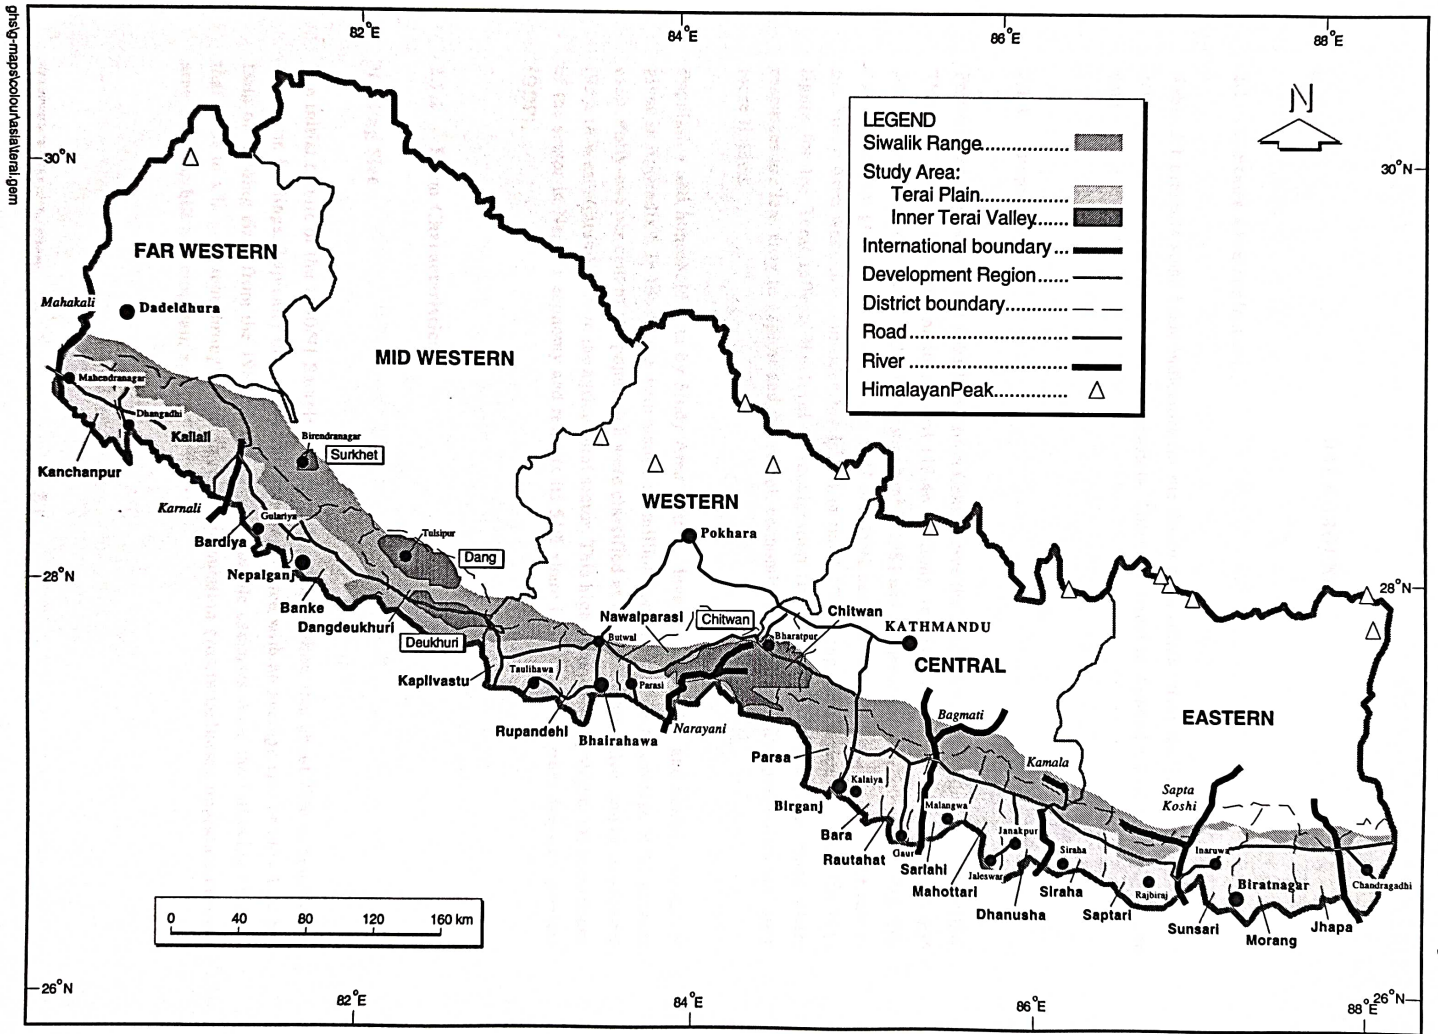 ghs\g-maps\colour\asia\terai.gem
82°E
84°E
86°E
88°E
30°N
30°N
28°N
28°N
26°N
26°N
82°E
84°E
86°E
88°E
N
LEGEND
Siwalik Range
Study Area:
Terai Plain
Inner Terai Valley
International boundary
Development Region
District boundary
Road
River
HimalayanPeak
FAR WESTERN
Mahakali
Dadeldhura
MID WESTERN
Mahendranagar
Dhangadhi
Kailali
Kanchanpur
Birendranagar
Surkhet
Karnali
Gulariya
Bardiya
Nepalganj
Banke
Tulsipur
Dang
Dangdeukhuri
Deukhuri
WESTERN
Pokhara
Nawalparasi
Chitwan
Chitwan
Bharatpur
Butwal
Kapilvastu
Taulihawa
Parasi
Rupandehi
Bhairahawa
Narayani
KATHMANDU
CENTRAL
Bagmati
Parsa
Birganj
Kalaiya
Bara
Rautahat
Gaur
Malangwa
Sarlahi
Mahottari
Janakpur
Jaleswar
Dhanusha
Kamala
EASTERN
Sapta
Koshi
Siraha
Siraha
Rajbiraj
Saptari
Inaruwa
Biratnagar
Sunsari
Morang
Jhapa
Chandragadhi
0 40 80 120 160 km